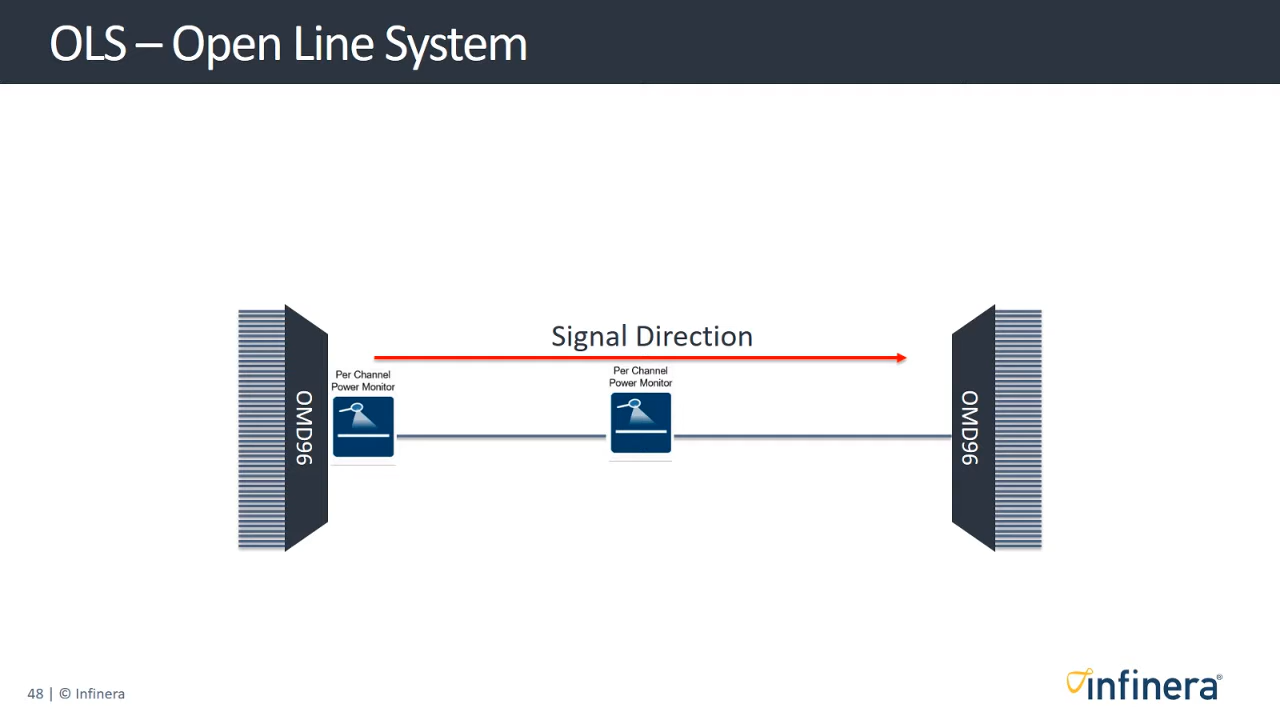 OLS – Open Line System
Signal Direction
Per Channel
Power Monitor
Per Channel
Power Monitor
OMD96
OMD96
48 | © Infinera
infinera®